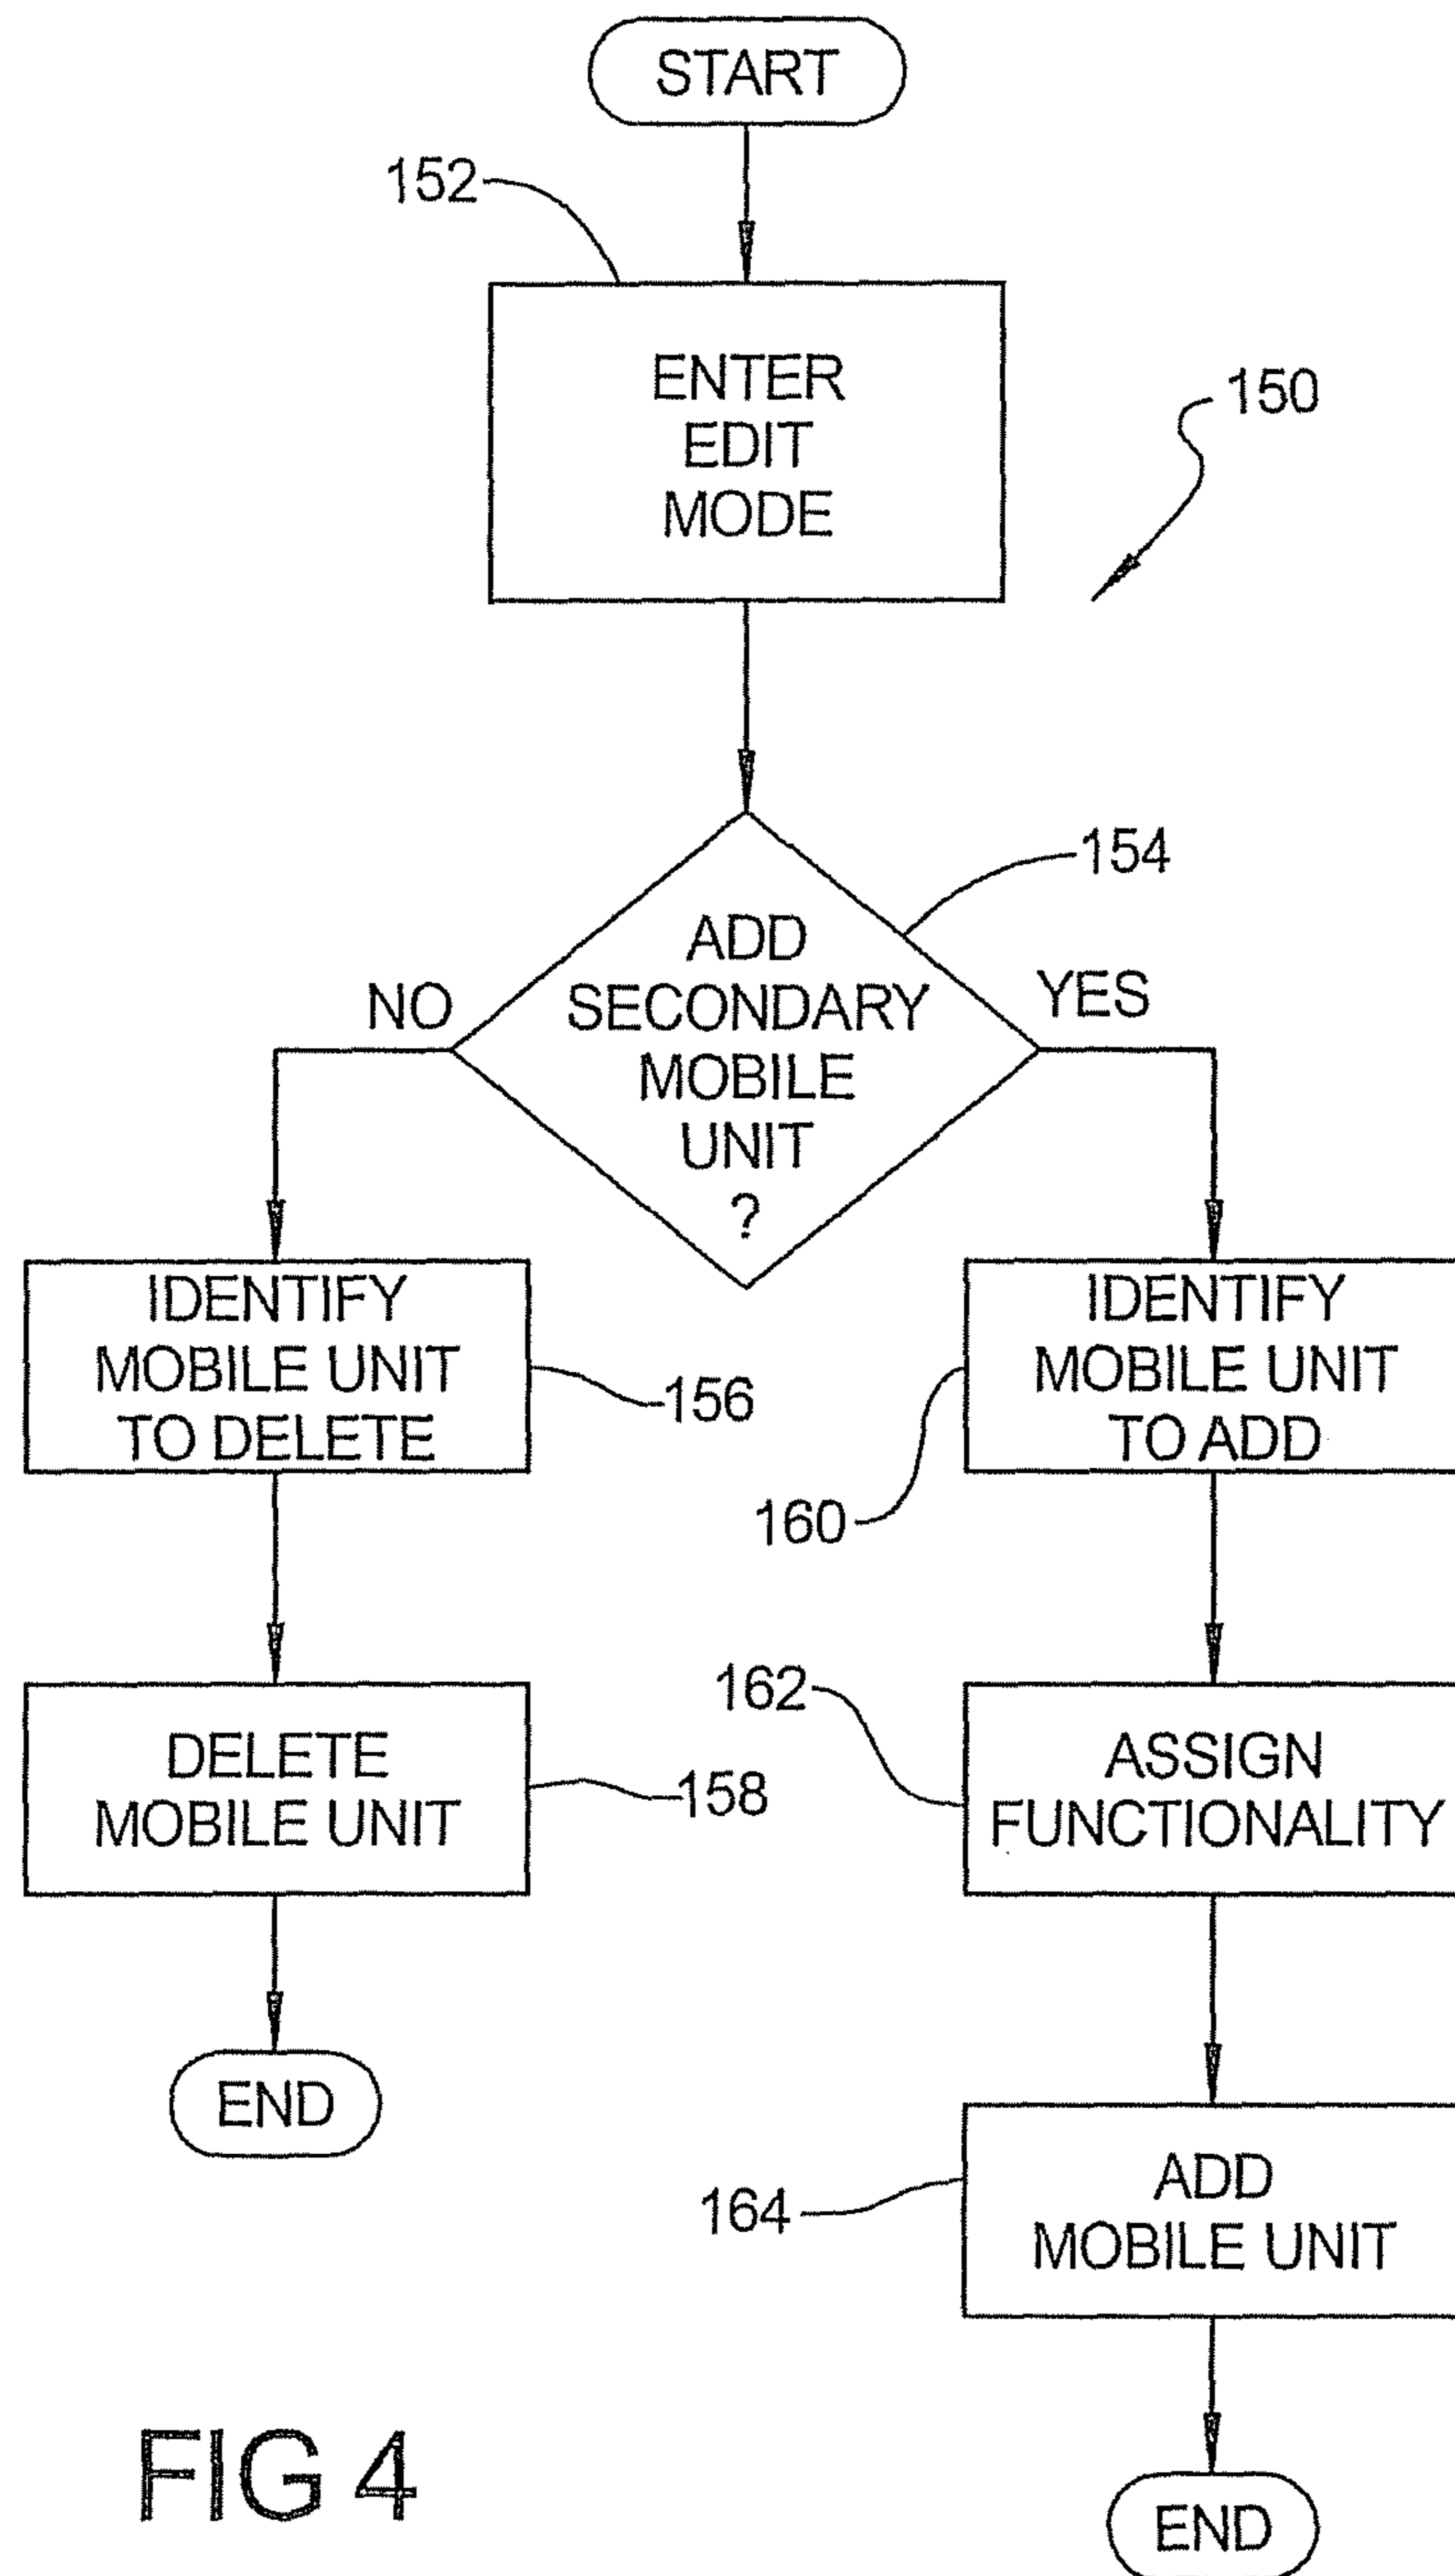 START
152
ENTER
EDIT
MODE
150
154
ADD
SECONDARY
MOBILE
UNIT
?
NO
YES
IDENTIFY
MOBILE UNIT
TO DELETE
156
IDENTIFY
MOBILE UNIT
TO ADD
160
DELETE
MOBILE UNIT
158
162
ASSIGN
FUNCTIONALITY
END
164
ADD
MOBILE UNIT
END
FIG 4